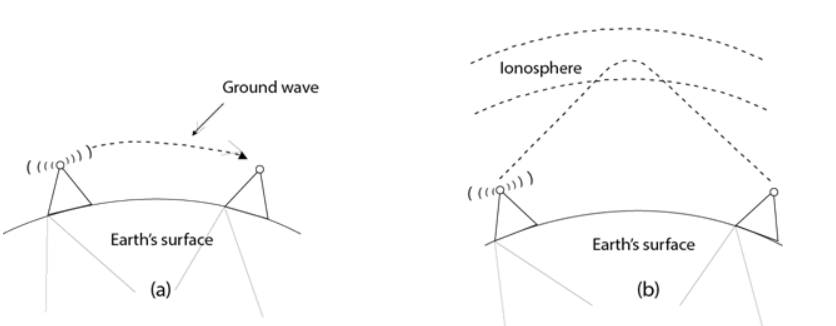 Ground wave
Earth's surface
(a)
Ionosphere
Earth's surface
(b)